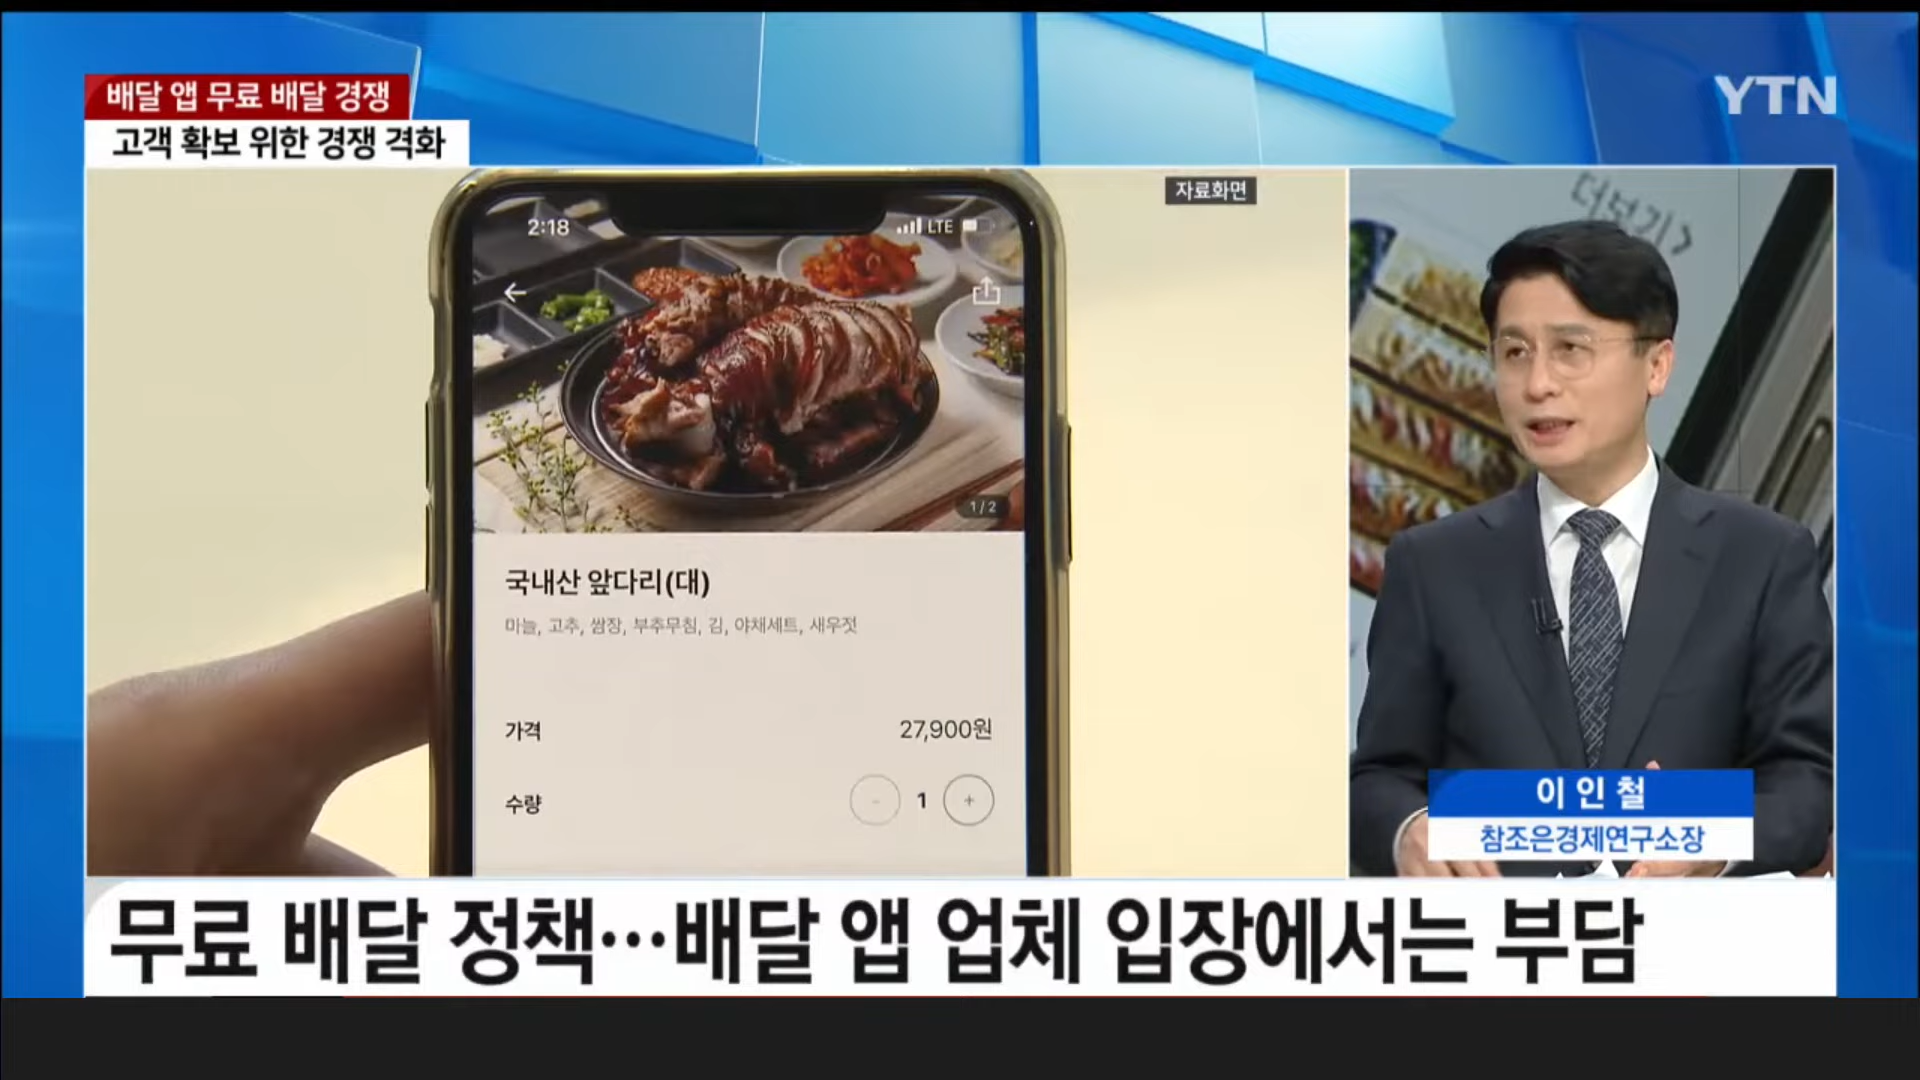 배달 앱 무료 배달 경쟁
고객 확보 위한 경쟁 격화
YTN
자료화면
더보기 >
2:18
LTE
1/2
국내산 앞다리(대)
마늘, 고추, 쌈장, 부추무침, 김, 야채세트, 새우젓
가격 27,900원
수량 - 1 +
이인철
참조은경제연구소장
무료 배달 정책…배달 앱 업체 입장에서는 부담